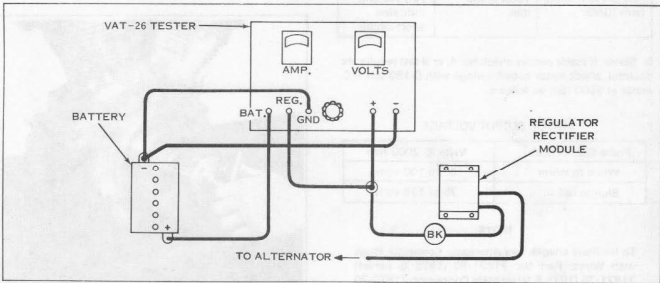 VAT-26 TESTER
AMP.
VOLTS
BAT.
REG.
GND
+
-
BATTERY
-
+
REGULATOR
RECTIFIER
MODULE
BK
TO ALTERNATOR